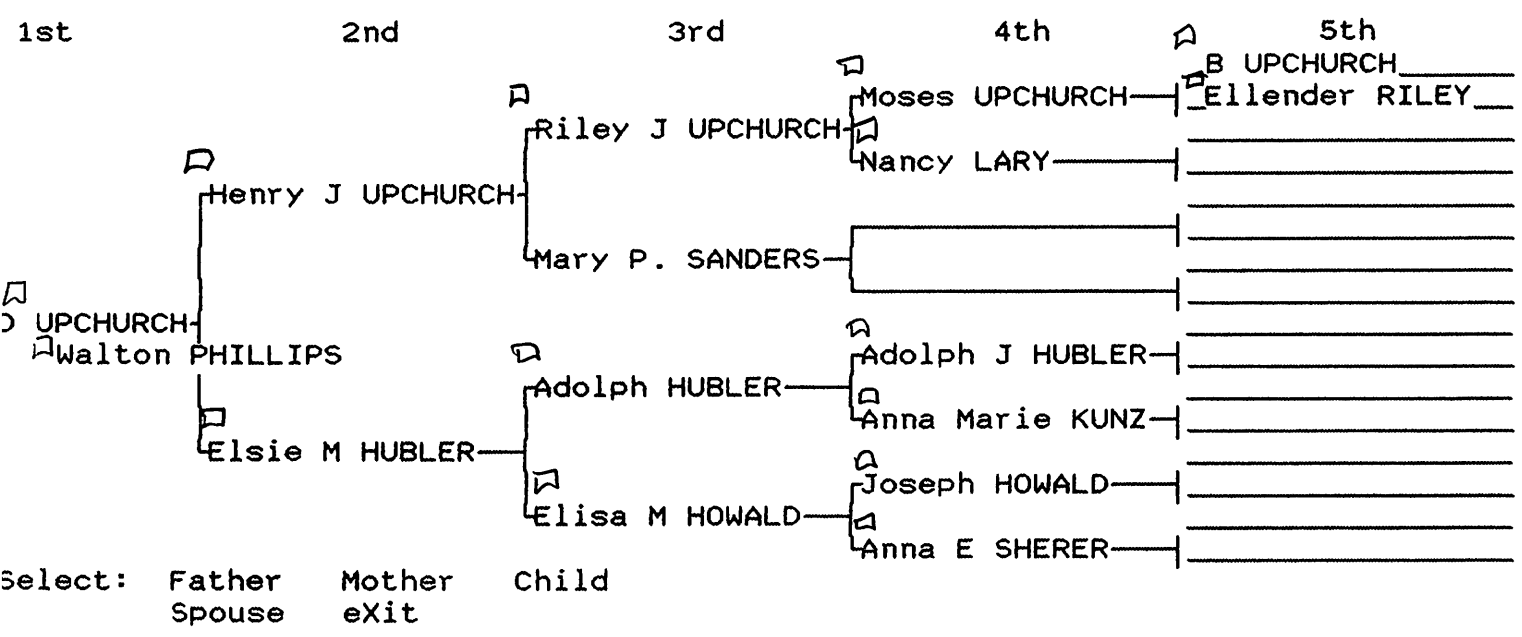 1st 2nd 3rd 4th 5th
B UPCHURCH
Moses UPCHURCH Ellender RILEY
Riley J UPCHURCH
Nancy LARY
Henry J UPCHURCH
Mary P. SANDERS
UPCHURCH
Walton PHILLIPS Adolph J HUBLER
Adolph HUBLER
Anna Marie KUNZ
Elsie M HUBLER
Joseph HOWALD
Elisa M HOWALD
Anna E SHERER
Select: Father Mother Child
Spouse eXit